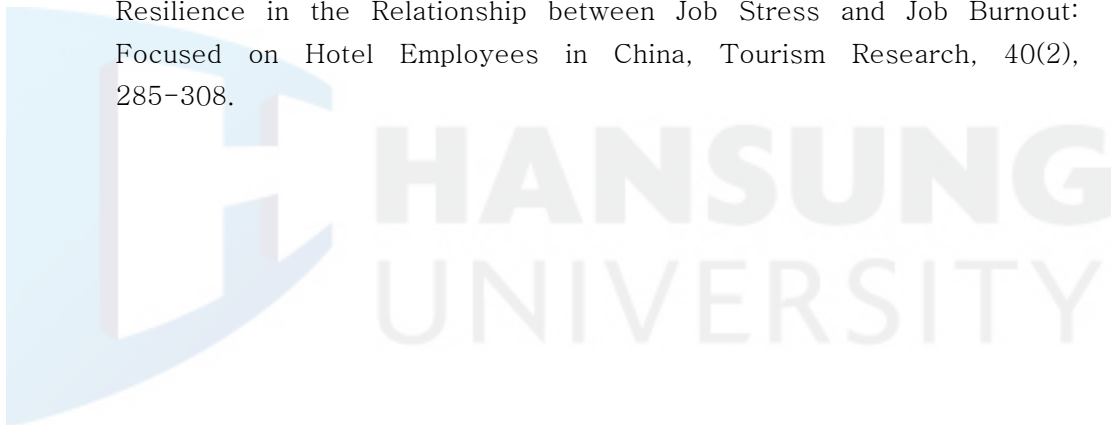 Resilience in the Relationship between Job Stress and Job Burnout:
Focused on Hotel Employees in China, Tourism Research, 40(2),
285-308.
HANSUNG
UNIVERSITY